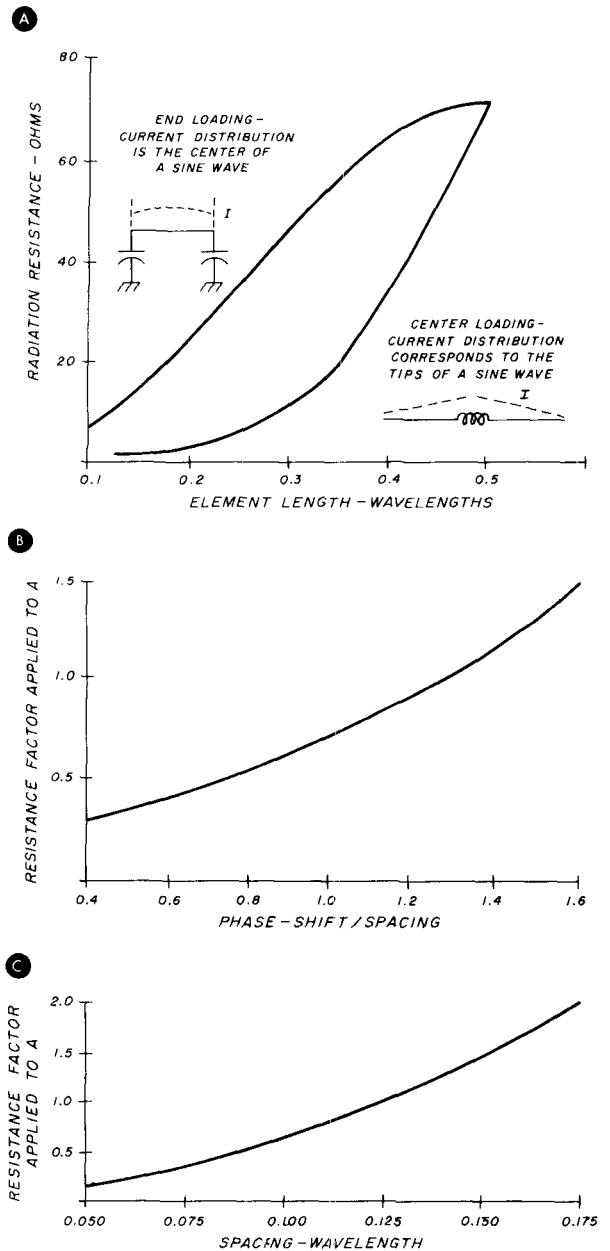 A
80
60
40
20
RADIATION RESISTANCE - OHMS
END LOADING-
CURRENT DISTRIBUTION
IS THE CENTER OF
A SINE WAVE
I
CENTER LOADING-
CURRENT DISTRIBUTION
CORRESPONDS TO THE
TIPS OF A SINE WAVE
I
0.1 0.2 0.3 0.4 0.5
ELEMENT LENGTH-WAVELENGTHS
B
RESISTANCE FACTOR APPLIED TO A
1.5
1.0
0.5
0.4 0.6 0.8 1.0 1.2 1.4 1.6
PHASE-SHIFT/SPACING
C
RESISTANCE FACTOR
APPLIED TO A
2.0
1.5
1.0
0.5
0.050 0.075 0.100 0.125 0.150 0.175
SPACING-WAVELENGTH